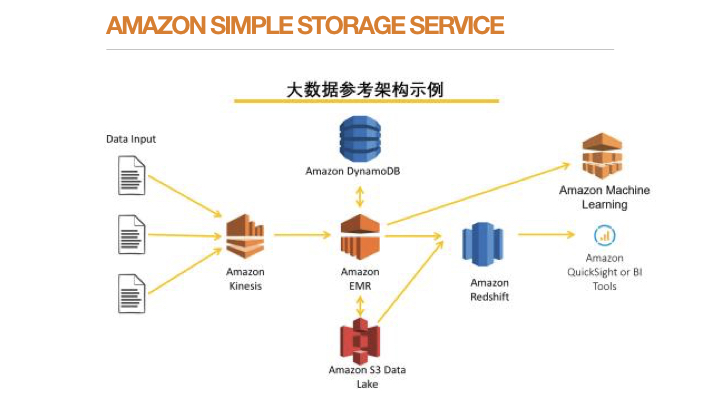 AMAZON SIMPLE STORAGE SERVICE
大数据参考架构示例
Data Input
Amazon DynamoDB
Amazon Machine
Learning
Amazon
Kinesis
Amazon
EMR
Amazon
Redshift
Amazon
QuickSight or BI
Tools
Amazon S3 Data
Lake